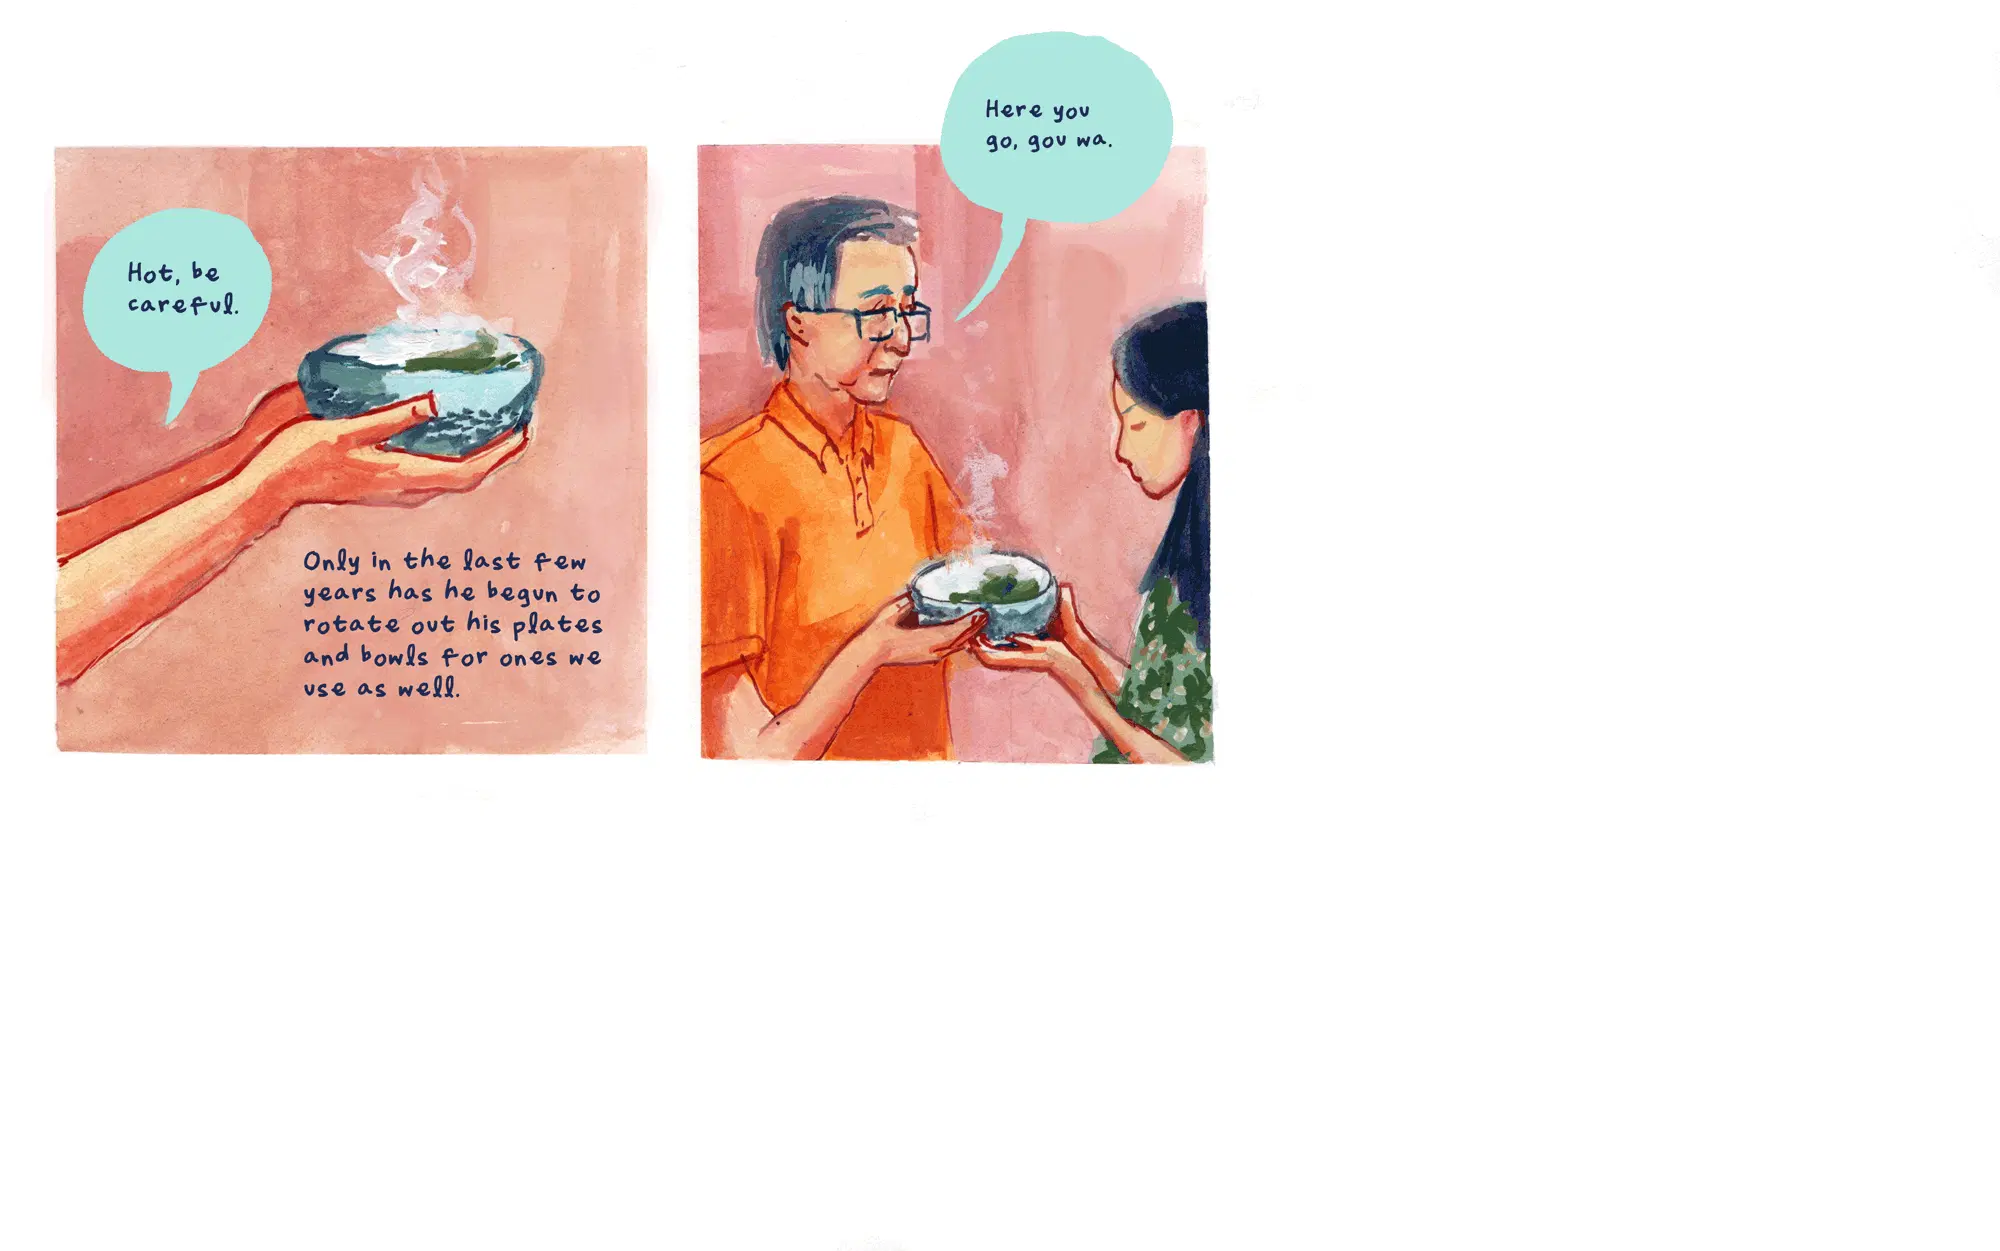 Hot, be
careful.
Only in the last few
years has he begun to
rotate out his plates
and bowls for ones we
use as well.
Here you
go, gou wa.